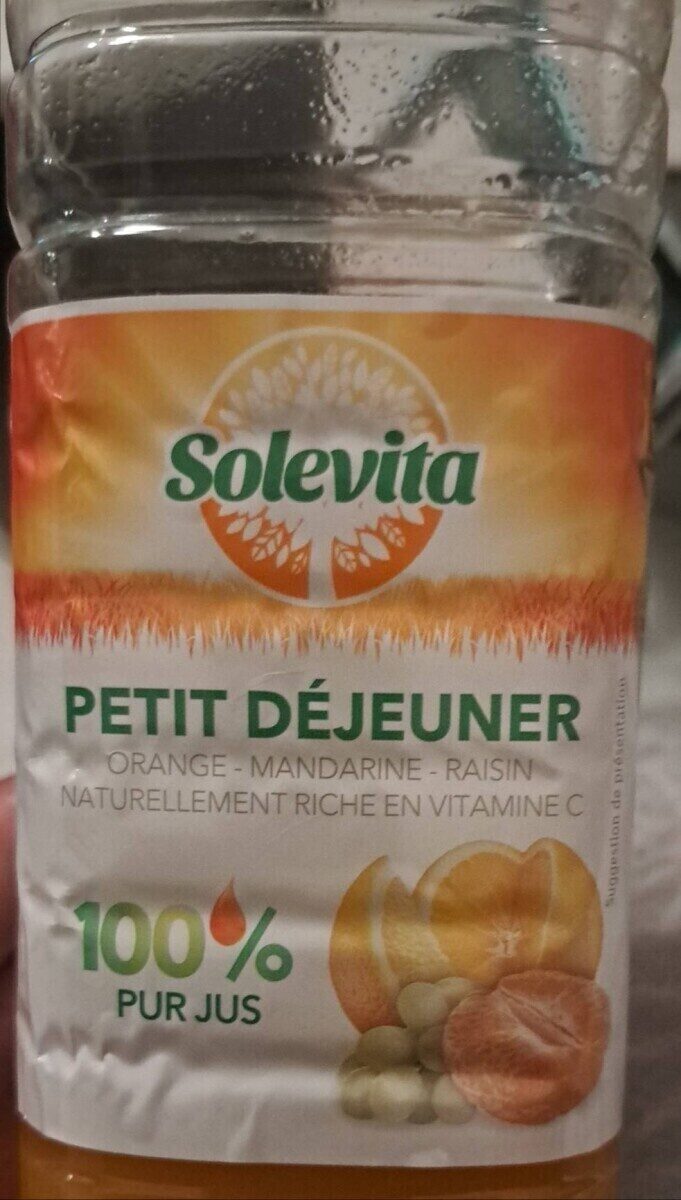 Solevita
PETIT DÉJEUNER
ORANGE - MANDARINE - RAISIN
NATURELLEMENT RICHE EN VITAMINE C
Suggestion de présentation
100%
PUR JUS